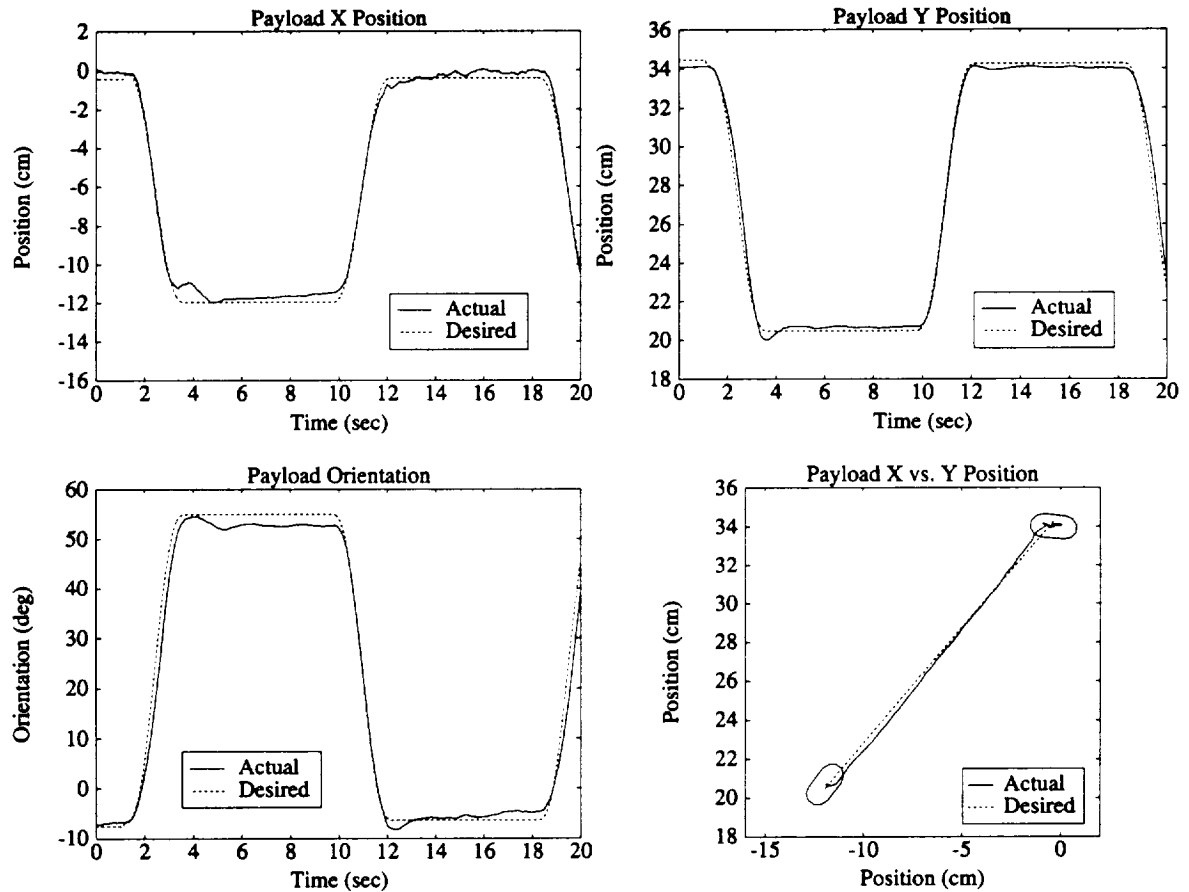 Payload X Position
2
0
-2
-4
-6
-8
-10
-12
-14
-16
Position (cm)
0 2 4 6 8 10 12 14 16 18 20
Time (sec)
Actual
Desired
Payload Y Position
36
34
32
30
28
26
24
22
20
18
Position (cm)
0 2 4 6 8 10 12 14 16 18 20
Time (sec)
Actual
Desired
Payload Orientation
60
50
40
30
20
10
0
-10
Orientation (deg)
0 2 4 6 8 10 12 14 16 18 20
Time (sec)
Actual
Desired
Payload X vs. Y Position
36
34
32
30
28
26
24
22
20
18
Position (cm)
-15 -10 -5 0
Position (cm)
Actual
Desired